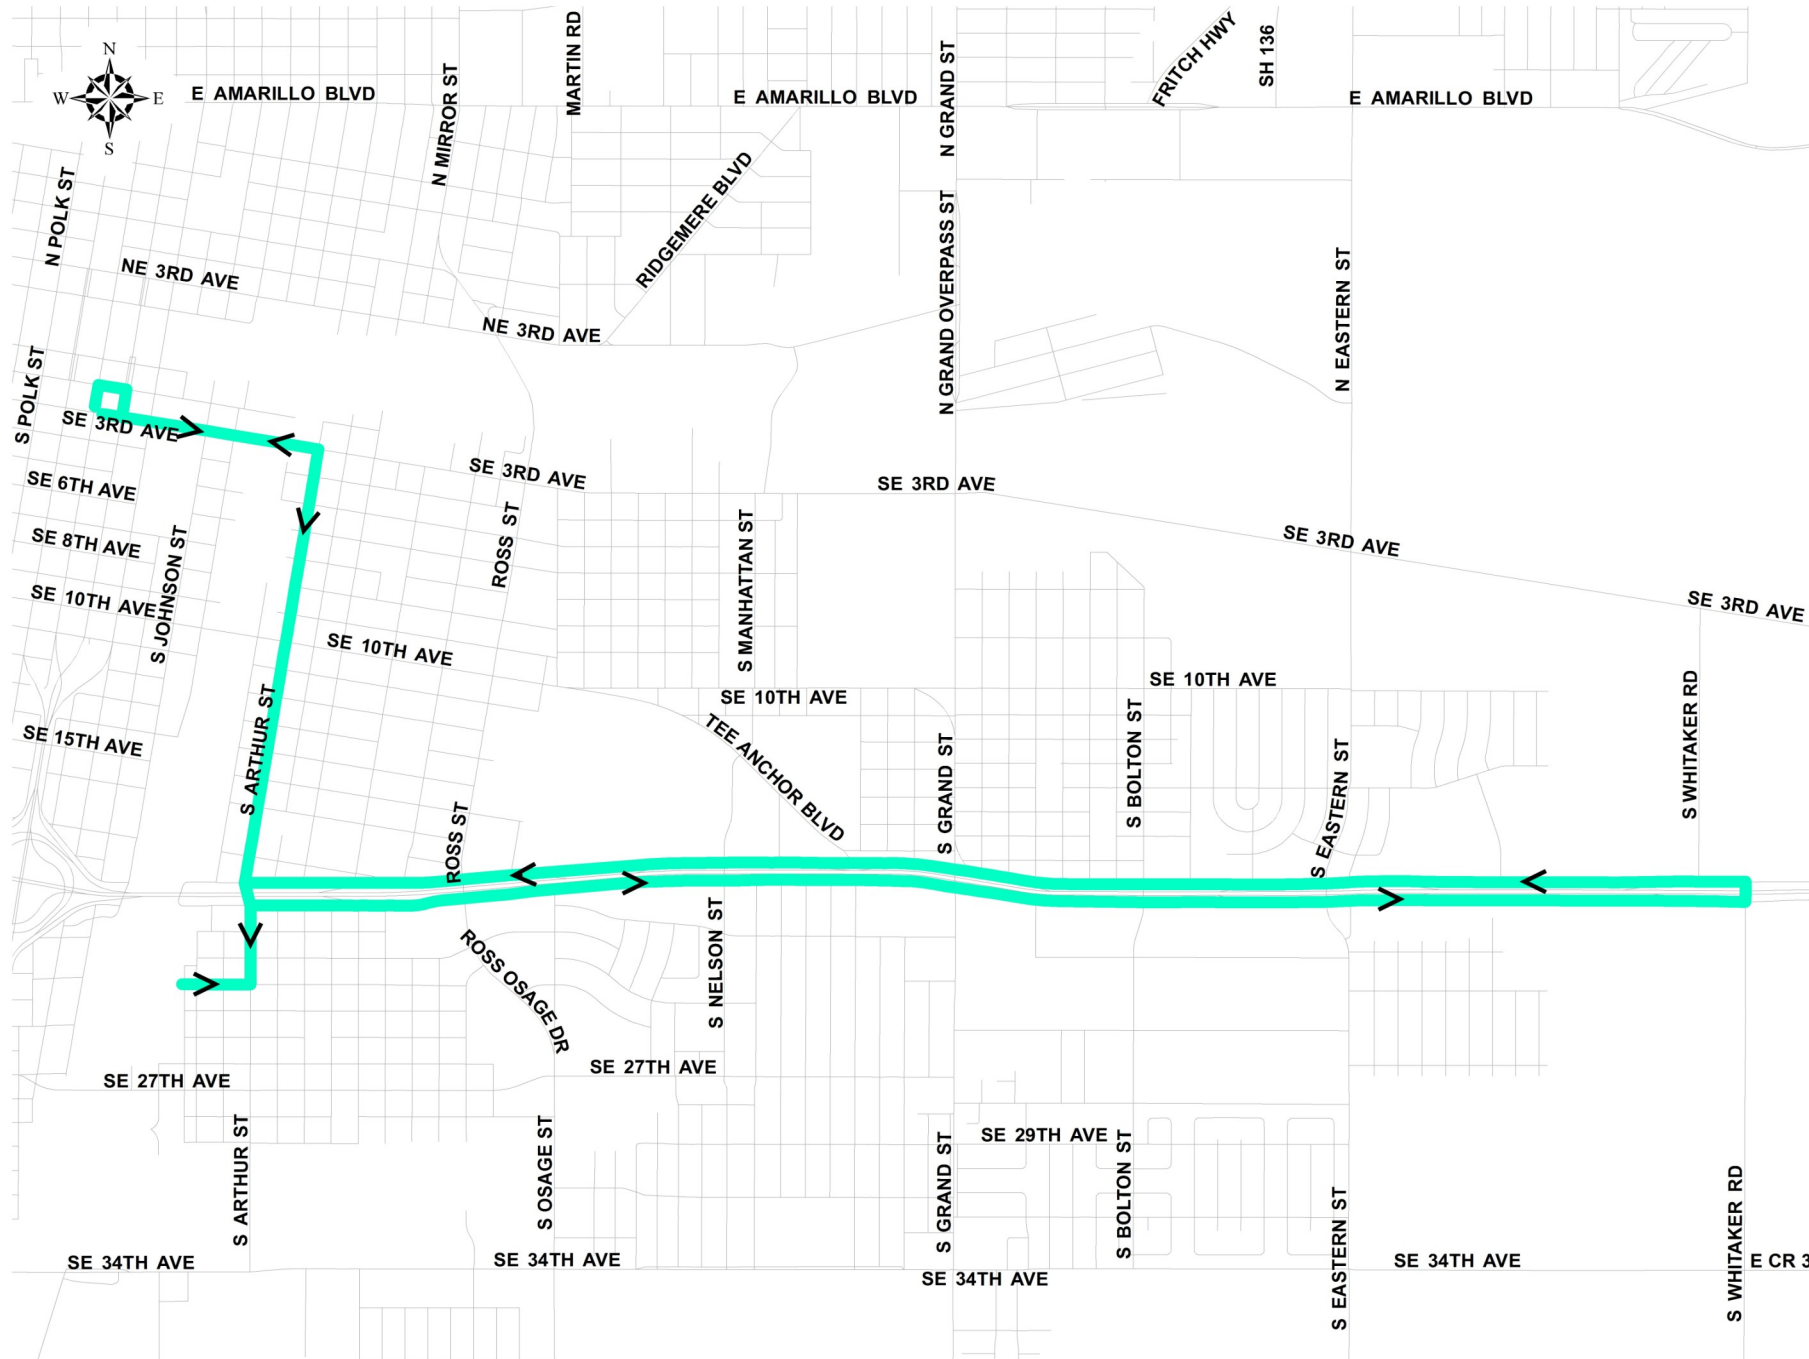 MARTIN RD
FRITCH HWY
SH 136
N
W
E
S
E AMARILLO BLVD
E AMARILLO BLVD
E AMARILLO BLVD
N MIRROR ST
N GRAND ST
N POLK ST
RIDGEMERE BLVD
N GRAND OVERPASS ST
N EASTERN ST
NE 3RD AVE
NE 3RD AVE
S POLK ST
SE 3RD AVE
SE 3RD AVE
SE 3RD AVE
SE 3RD AVE
SE 3RD AVE
SE 6TH AVE
SE 8TH AVE
SE 10TH AVE
S JOHNSON ST
ROSS ST
S MANHATTAN ST
SE 10TH AVE
SE 10TH AVE
SE 10TH AVE
SE 15TH AVE
S ARTHUR ST
TEE ANCHOR BLVD
S GRAND ST
S BOLTON ST
S EASTERN ST
S WHITAKER RD
ROSS ST
ROSS OSAGE DR
S NELSON ST
SE 27TH AVE
SE 27TH AVE
S ARTHUR ST
S OSAGE ST
SE 29TH AVE
S GRAND ST
S BOLTON ST
S EASTERN ST
S WHITAKER RD
SE 34TH AVE
SE 34TH AVE
SE 34TH AVE
SE 34TH AVE
E CR 3